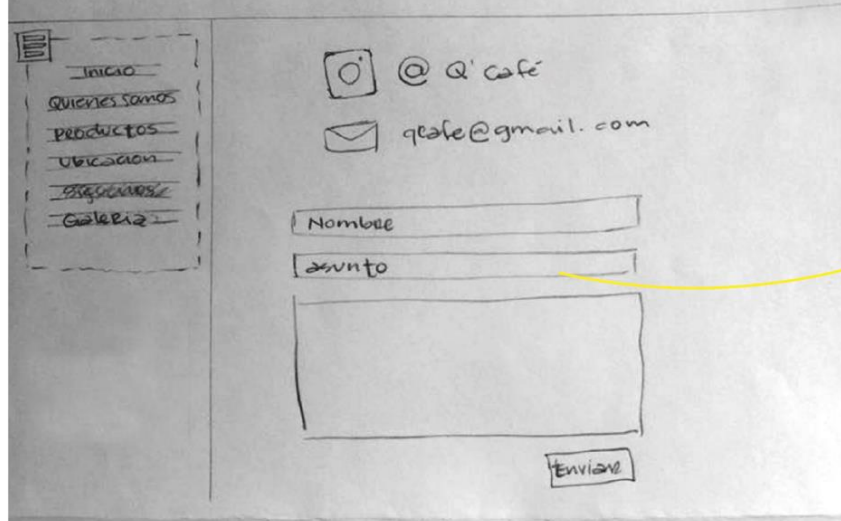 Inicio
Quienes somos
Productos
Ubicacion
Galeria
@ Q' café
qcafe@gmail.com
Nombre
asunto
Enviar